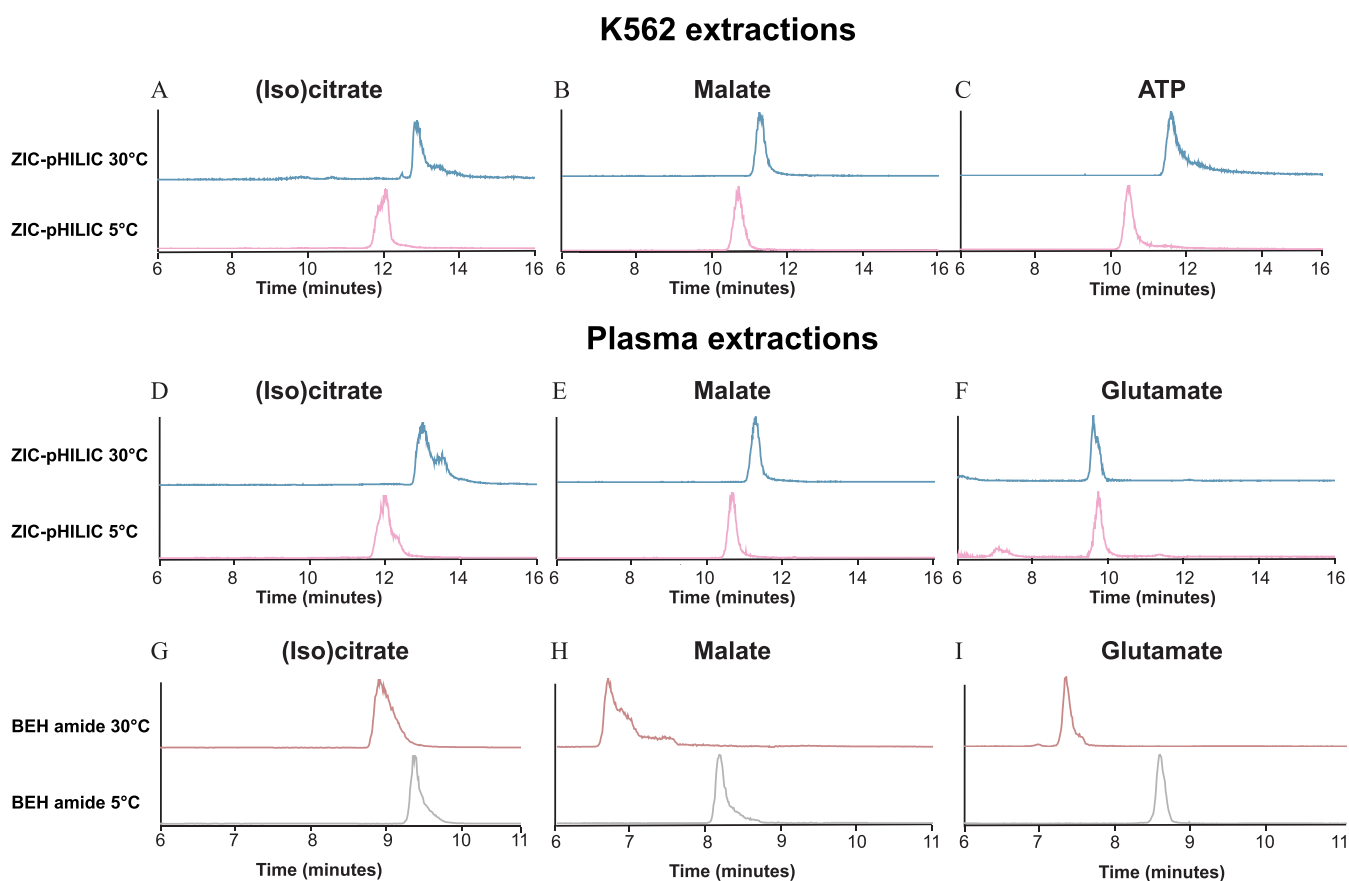 K562 extractions
A (Iso)citrate B Malate C ATP
ZIC-pHILIC 30°C
ZIC-pHILIC 5°C
6 8 10 12 14 16 6 8 10 12 14 16 6 8 10 12 14 16
Time (minutes) Time (minutes) Time (minutes)
Plasma extractions
D (Iso)citrate E Malate F Glutamate
ZIC-pHILIC 30°C
ZIC-pHILIC 5°C
6 8 10 12 14 16 6 8 10 12 14 16 6 8 10 12 14 16
Time (minutes) Time (minutes) Time (minutes)
G (Iso)citrate H Malate I Glutamate
BEH amide 30°C
BEH amide 5°C
6 7 8 9 10 11 6 7 8 9 10 11 6 7 8 9 10 11
Time (minutes) Time (minutes) Time (minutes)